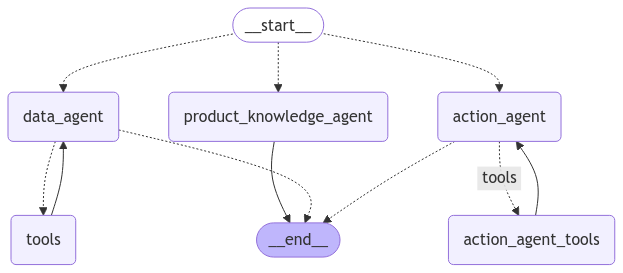 __start__
data_agent
product_knowledge_agent
action_agent
tools
tools
__end__
action_agent_tools